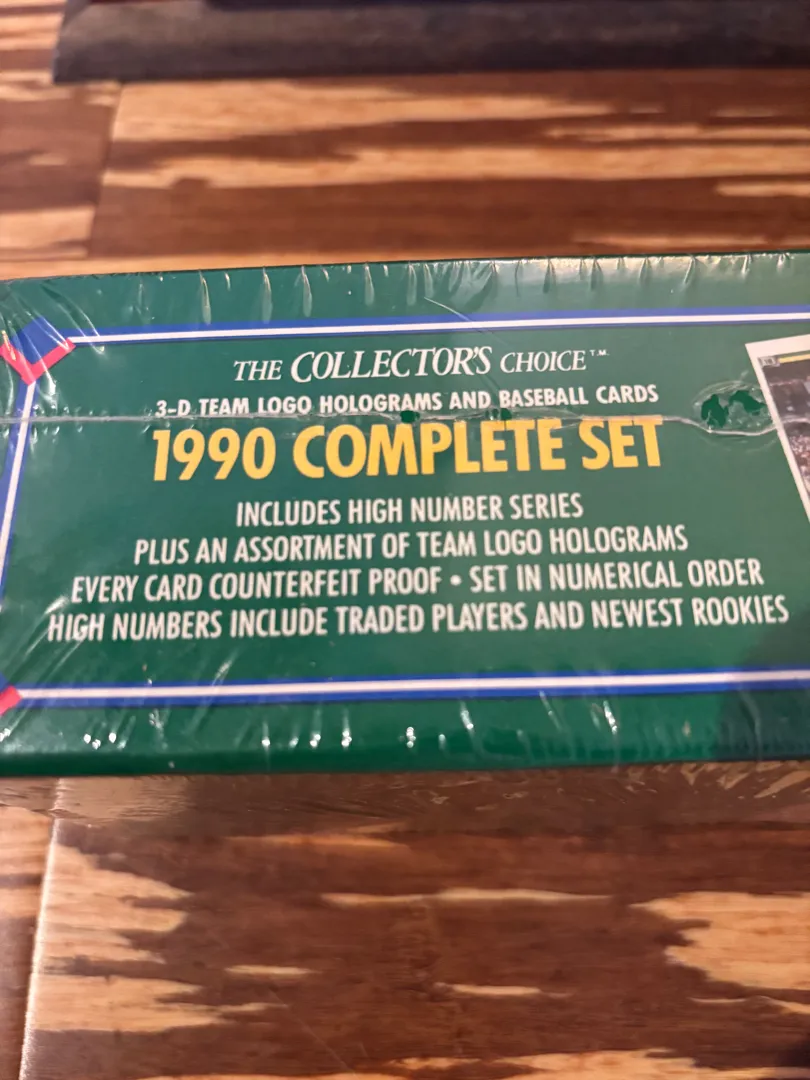 THE COLLECTOR'S CHOICE™
3-D TEAM LOGO HOLOGRAMS AND BASEBALL CARDS
1990 COMPLETE SET
INCLUDES HIGH NUMBER SERIES
PLUS AN ASSORTMENT OF TEAM LOGO HOLOGRAMS
EVERY CARD COUNTERFEIT PROOF • SET IN NUMERICAL ORDER
HIGH NUMBERS INCLUDE TRADED PLAYERS AND NEWEST ROOKIES